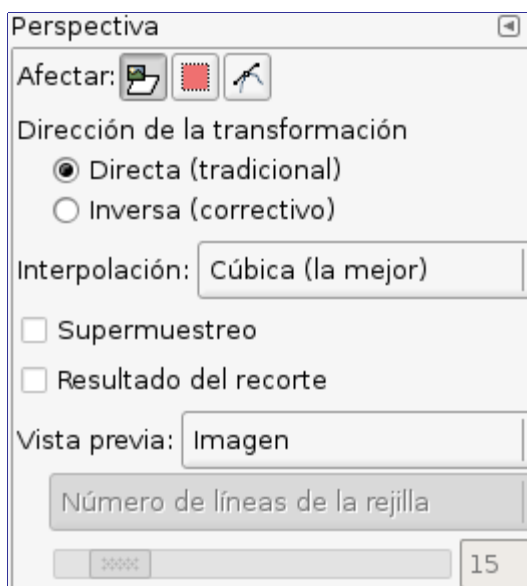 Perspectiva
Afectar:
Dirección de la transformación
Directa (tradicional)
Inversa (correctivo)
Interpolación: Cúbica (la mejor)
Supermuestreo
Resultado del recorte
Vista previa: Imagen
Número de líneas de la rejilla
15